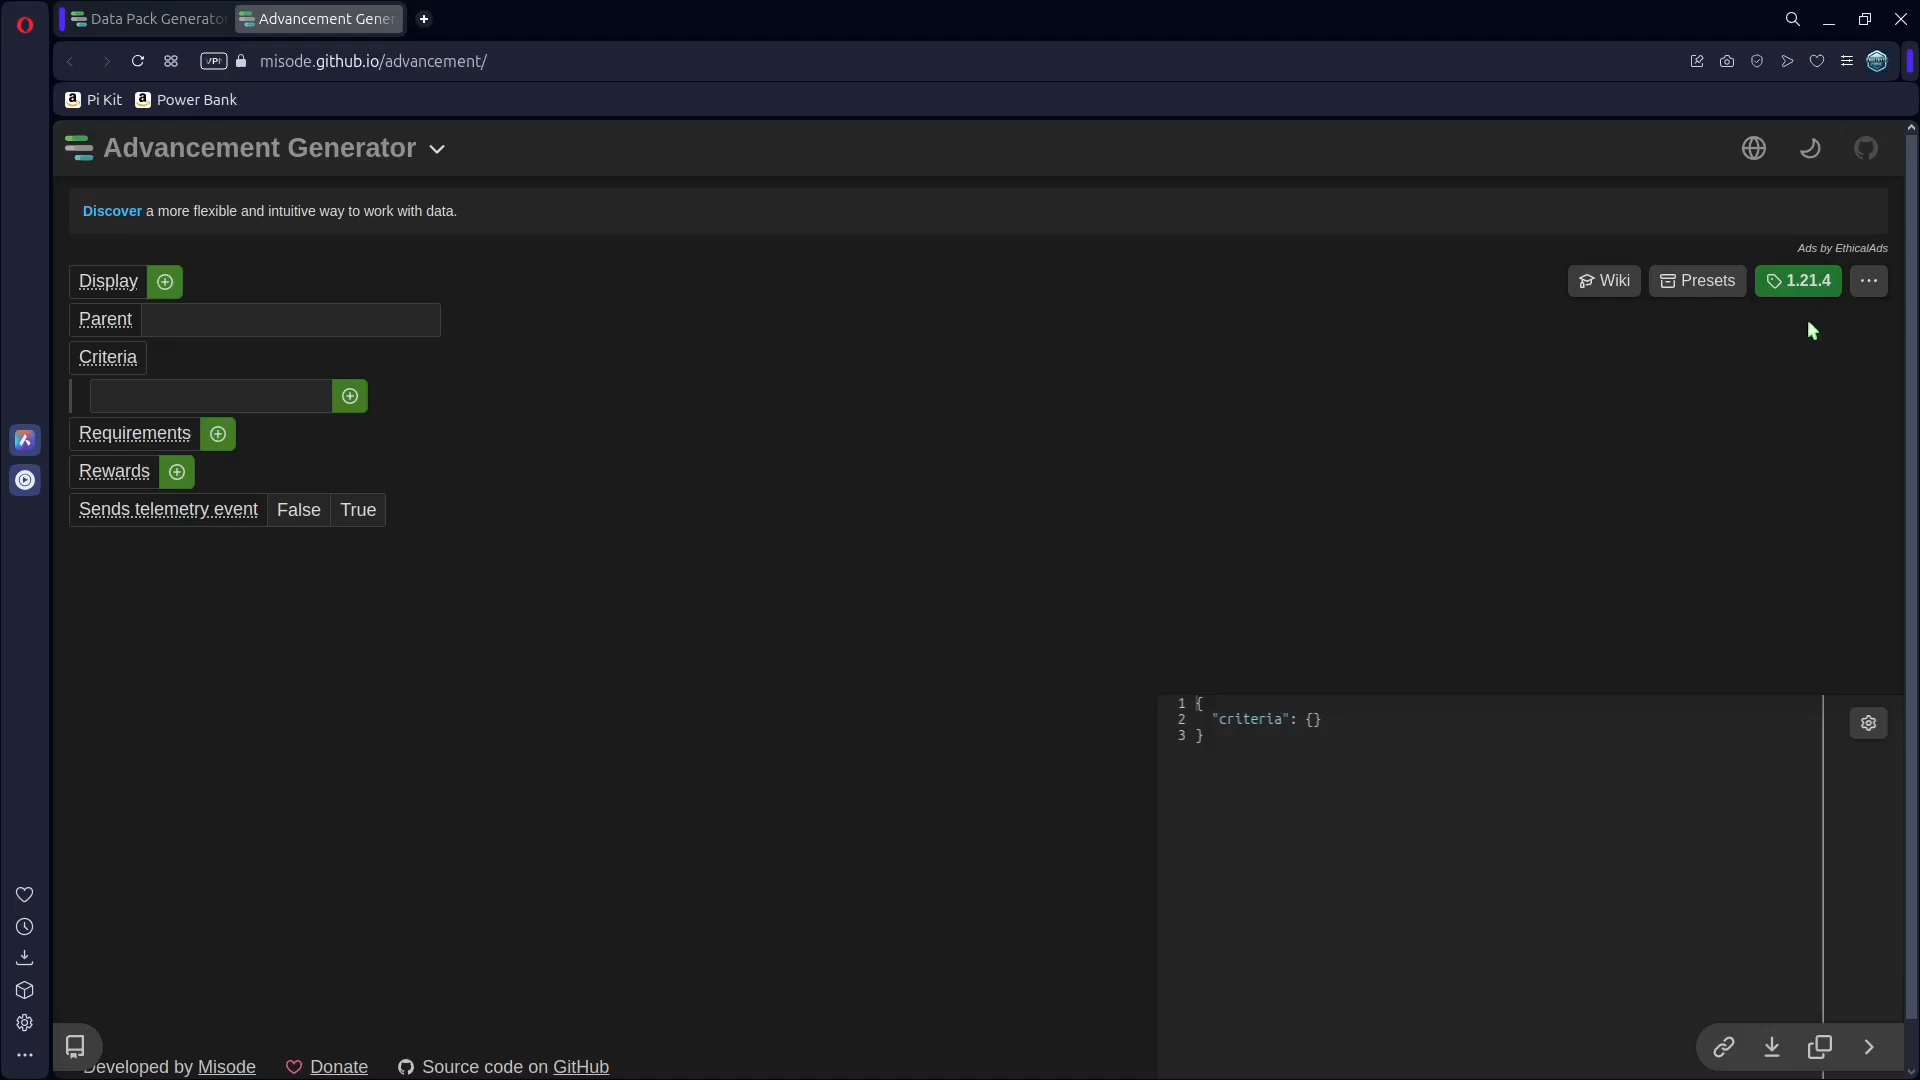 Data Pack Generato
Advancement Gener
VPN
misode.github.io/advancement/
Pi Kit
Power Bank
Advancement Generator
Discover a more flexible and intuitive way to work with data.
Ads by EthicalAds
Display
Wiki
Presets
1.21.4
Parent
Criteria
Requirements
Rewards
Sends telemetry event False True
1 {
2 "criteria": {}
3 }
Developed by Misode
Donate
Source code on GitHub